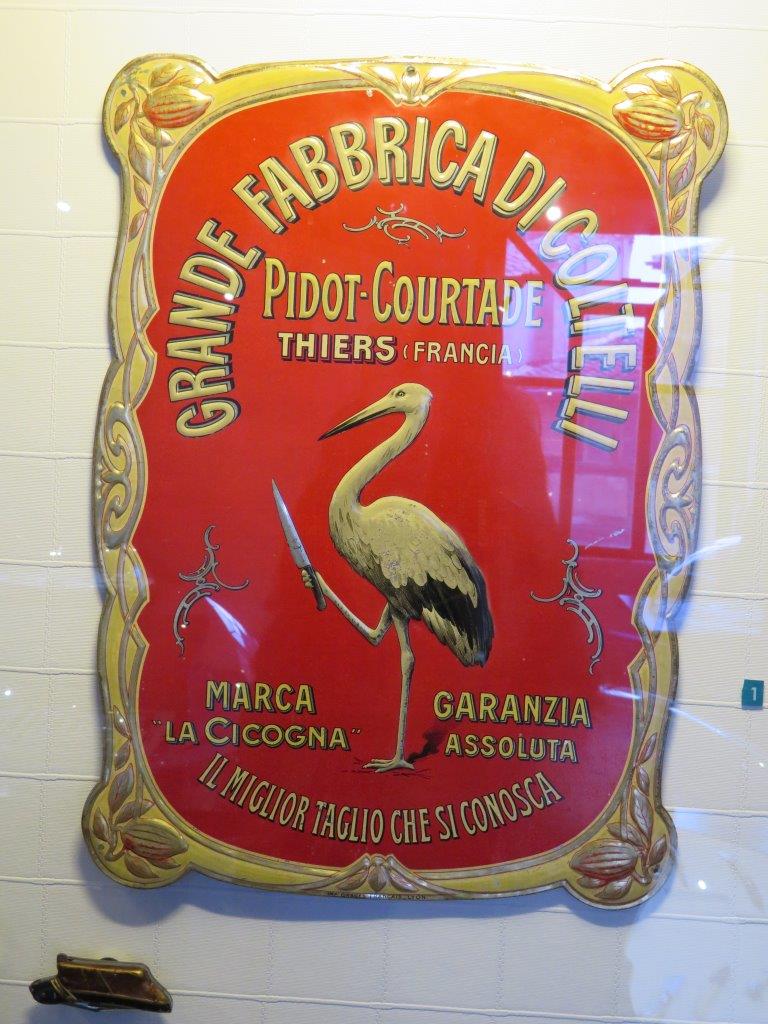 GRANDE FABBRICA DI COLTELLI
PIDOT-COURTADE
THIERS (FRANCIA)
MARCA
"LA CICOGNA"
GARANZIA
ASSOLUTA
IL MIGLIOR TAGLIO CHE SI CONOSCA
1